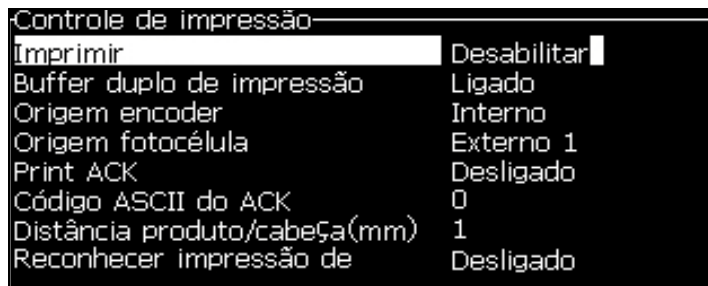 Controle de impressão
Imprimir Desabilitar
Buffer duplo de impressão Ligado
Origem encoder Interno
Origem fotocélula Externo 1
Print ACK Desligado
Código ASCII do ACK 0
Distância produto/cabeça(mm) 1
Reconhecer impressão de Desligado